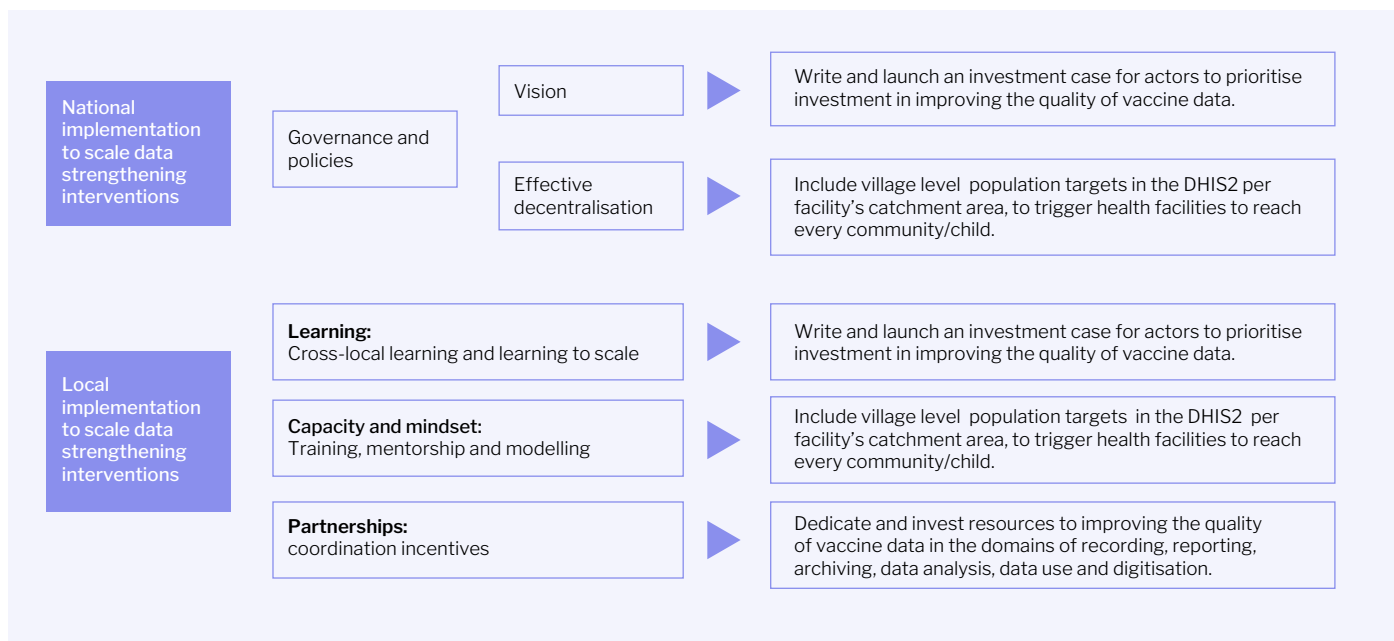 National
implementation
to scale data
strengthening
interventions
Governance and
policies
Vision
Write and launch an investment case for actors to prioritise
investment in improving the quality of vaccine data.
Effective
decentralisation
Include village level population targets in the DHIS2 per
facility's catchment area, to trigger health facilities to reach
every community/child.
Local
implementation
to scale data
strengthening
interventions
Learning:
Cross-local learning and learning to scale
Write and launch an investment case for actors to prioritise
investment in improving the quality of vaccine data.
Capacity and mindset:
Training, mentorship and modelling
Include village level population targets in the DHIS2 per
facility's catchment area, to trigger health facilities to reach
every community/child.
Partnerships:
coordination incentives
Dedicate and invest resources to improving the quality
of vaccine data in the domains of recording, reporting,
archiving, data analysis, data use and digitisation.